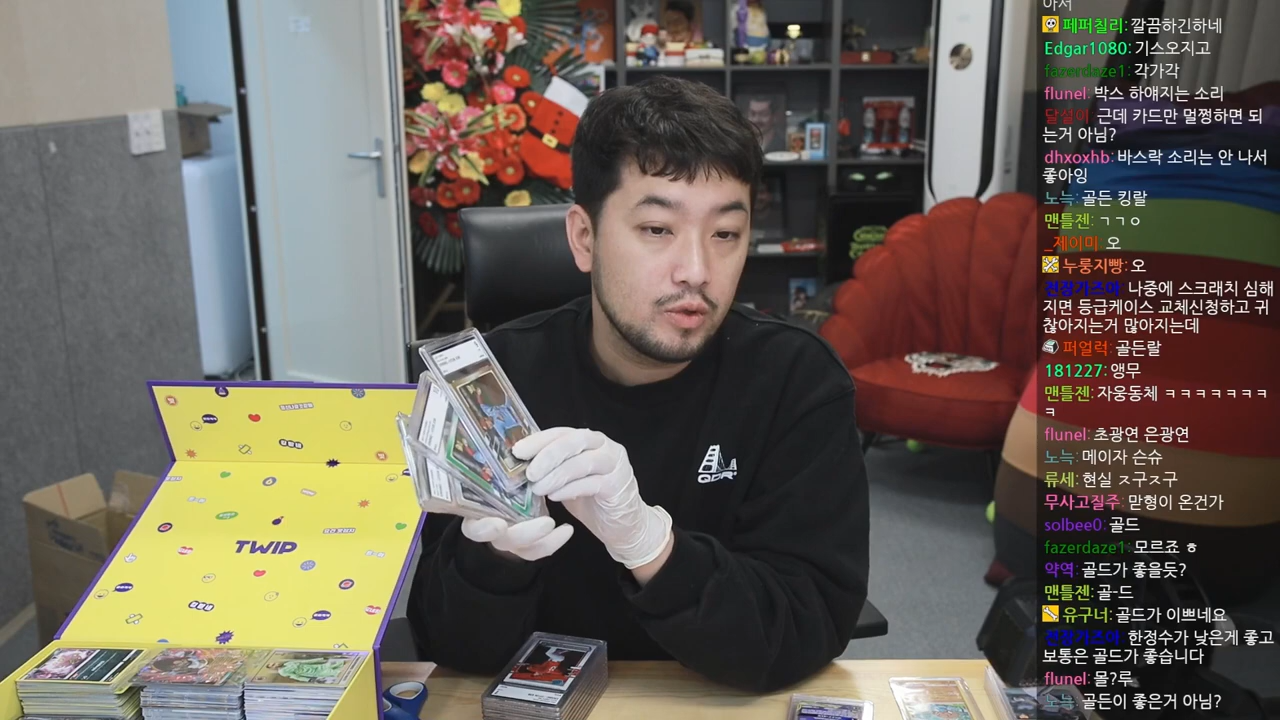 아저
페퍼칠리: 깔끔하긴하네
Edgar1080: 기스오지고
fazerdaze1: 각가각
flunel: 박스 하얘지는 소리
달설이: 근데 카드만 멀쩡하면 되
는거 아님?
dhxoxhb: 바스락 소리는 안 나서
좋아잉
노늑: 골든 킹랄
맨틀젠: ㄱㄱㅇ
_제이미: 오
누룽지빵: 오
천장가즈아: 나중에 스크래치 심해
지면 등급케이스 교체신청하고 귀
찮아지는거 많아지는데
퍼얼럭: 골든랄
181227: 앵무
맨틀젠: 자웅동체 ㅋㅋㅋㅋㅋㅋㅋ
ㅋ
flunel: 초광연 은광연
노늑: 메이자 슨슈
류세: 현실 ㅈ구ㅈ구
무사고질주: 맏형이 온건가
solbee0: 골드
fazerdaze1: 모르죠 ㅎ
약역: 골드가 좋을듯?
맨틀젠: 골-드
유구너: 골드가 이쁘네요
천장가즈아: 한정수가 낮은게 좋고
보통은 골드가 좋습니다
flunel: 몰?루
노늑: 골든이 좋은거 아님?
TWIP